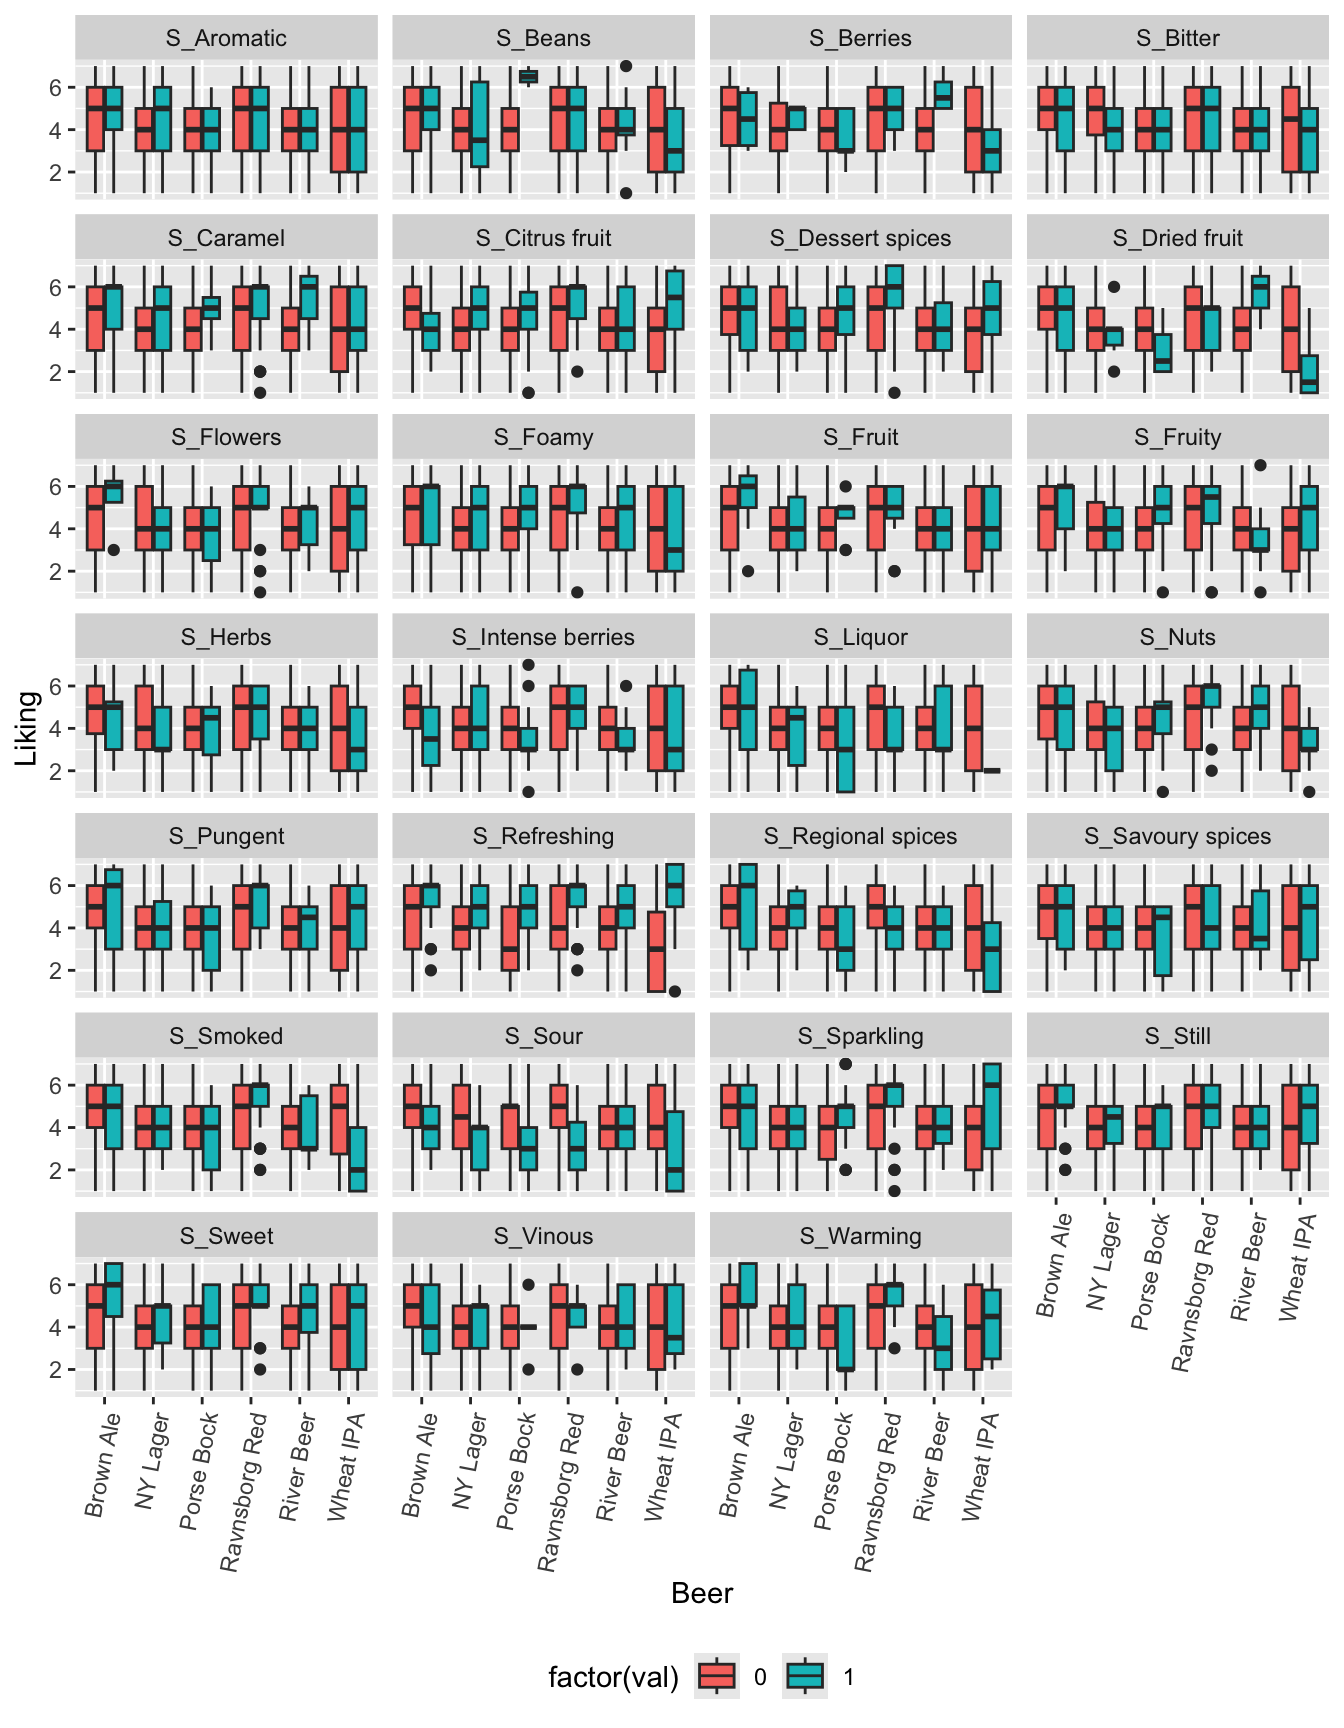 S_Aromatic S_Beans S_Berries S_Bitter
6
4
2
S_Caramel S_Citrus fruit S_Dessert spices S_Dried fruit
6
4
2
S_Flowers S_Foamy S_Fruit S_Fruity
6
4
2
S_Herbs S_Intense berries S_Liquor S_Nuts
6
4
2
Liking
S_Pungent S_Refreshing S_Regional spices S_Savoury spices
6
4
2
S_Smoked S_Sour S_Sparkling S_Still
6
4
2
Brown Ale NY Lager Porse Bock Ravnsborg Red River Beer Wheat IPA
S_Sweet S_Vinous S_Warming
6
4
2
Brown Ale NY Lager Porse Bock Ravnsborg Red River Beer Wheat IPA Brown Ale NY Lager Porse Bock Ravnsborg Red River Beer Wheat IPA Brown Ale NY Lager Porse Bock Ravnsborg Red River Beer Wheat IPA
Beer
factor(val) 0 1